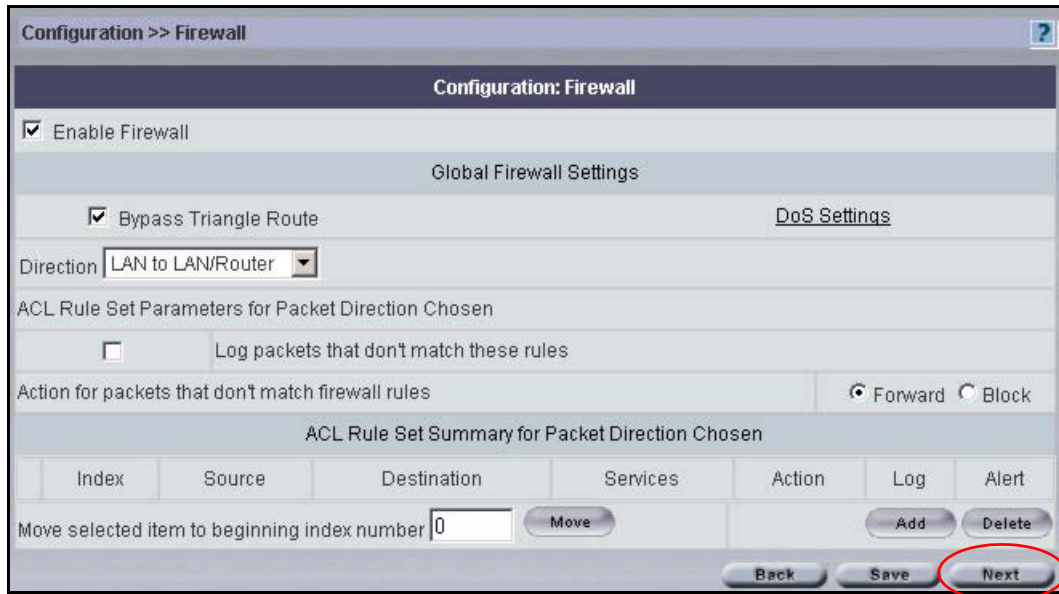 Configuration >> Firewall ?
Configuration: Firewall
Enable Firewall
Global Firewall Settings
Bypass Triangle Route DoS Settings
Direction LAN to LAN/Router
ACL Rule Set Parameters for Packet Direction Chosen
Log packets that don't match these rules
Action for packets that don't match firewall rules Forward Block
ACL Rule Set Summary for Packet Direction Chosen
Index Source Destination Services Action Log Alert
Move selected item to beginning index number 0 Move Add Delete
Back Save Next